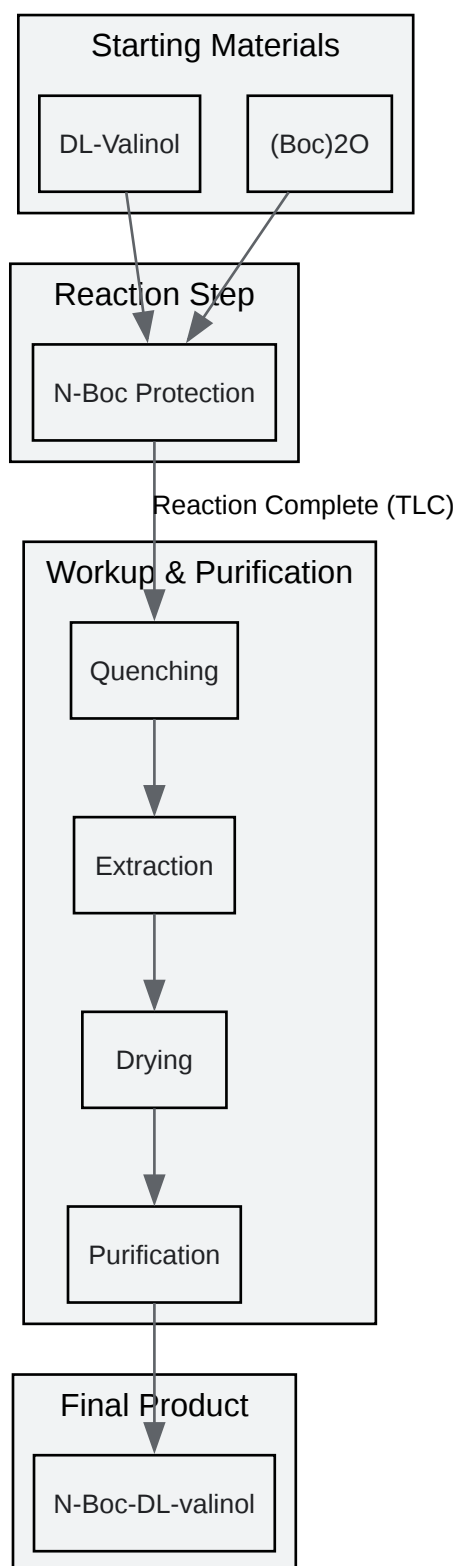 Starting Materials
DL-Valinol
(Boc)2O
Reaction Step
N-Boc Protection
Reaction Complete (TLC)
Workup & Purification
Quenching
Extraction
Drying
Purification
Final Product
N-Boc-DL-valinol